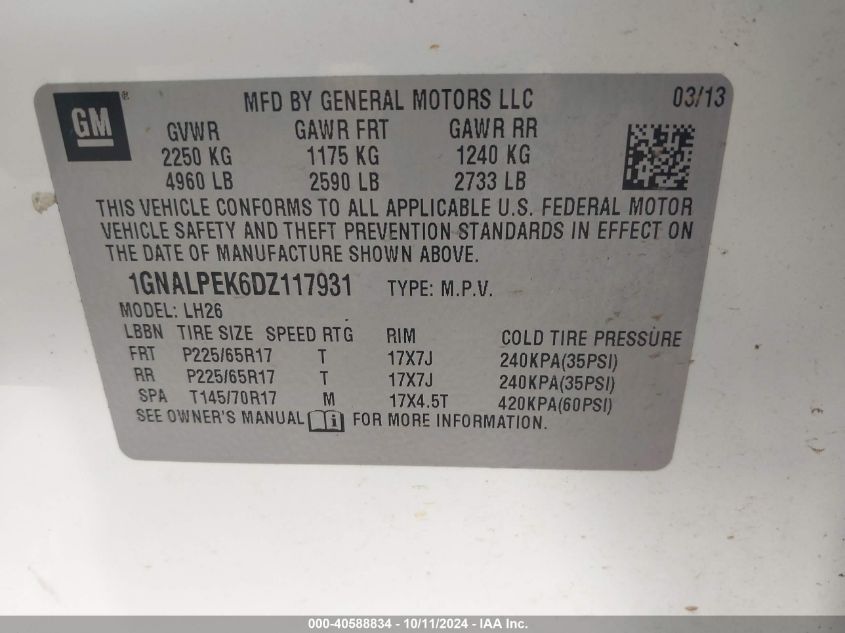 GM®
MFD BY GENERAL MOTORS LLC 03/13
GVWR GAWR FRT GAWR RR
2250 KG 1175 KG 1240 KG
4960 LB 2590 LB 2733 LB
THIS VEHICLE CONFORMS TO ALL APPLICABLE U.S. FEDERAL MOTOR
VEHICLE SAFETY AND THEFT PREVENTION STANDARDS IN EFFECT ON
THE DATE OF MANUFACTURE SHOWN ABOVE.
1GNALPEK6DZ117931 TYPE: M.P.V.
MODEL: LH26
LBBN TIRE SIZE SPEED RTG RIM COLD TIRE PRESSURE
FRT P225/65R17 T 17X7J 240KPA(35PSI)
RR P225/65R17 T 17X7J 240KPA(35PSI)
SPA T145/70R17 M 17X4.5T 420KPA(60PSI)
SEE OWNER'S MANUAL i FOR MORE INFORMATION.
000-40588834 - 10/11/2024 - IAA Inc.